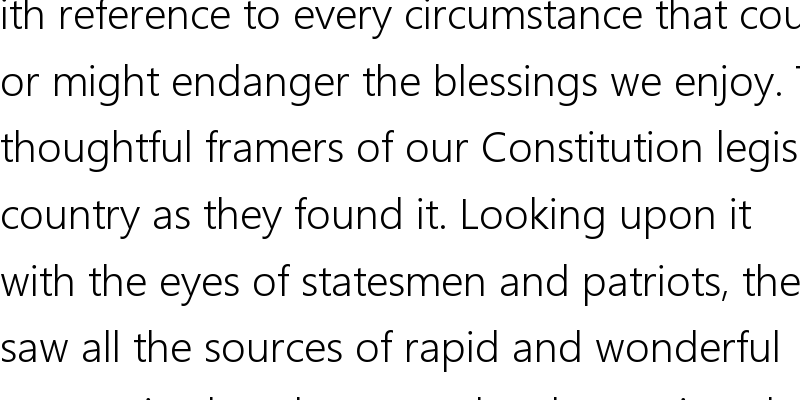 ith reference to every circumstance that cou
or might endanger the blessings we enjoy.
thoughtful framers of our Constitution legis
country as they found it. Looking upon it
with the eyes of statesmen and patriots, the
saw all the sources of rapid and wonderful